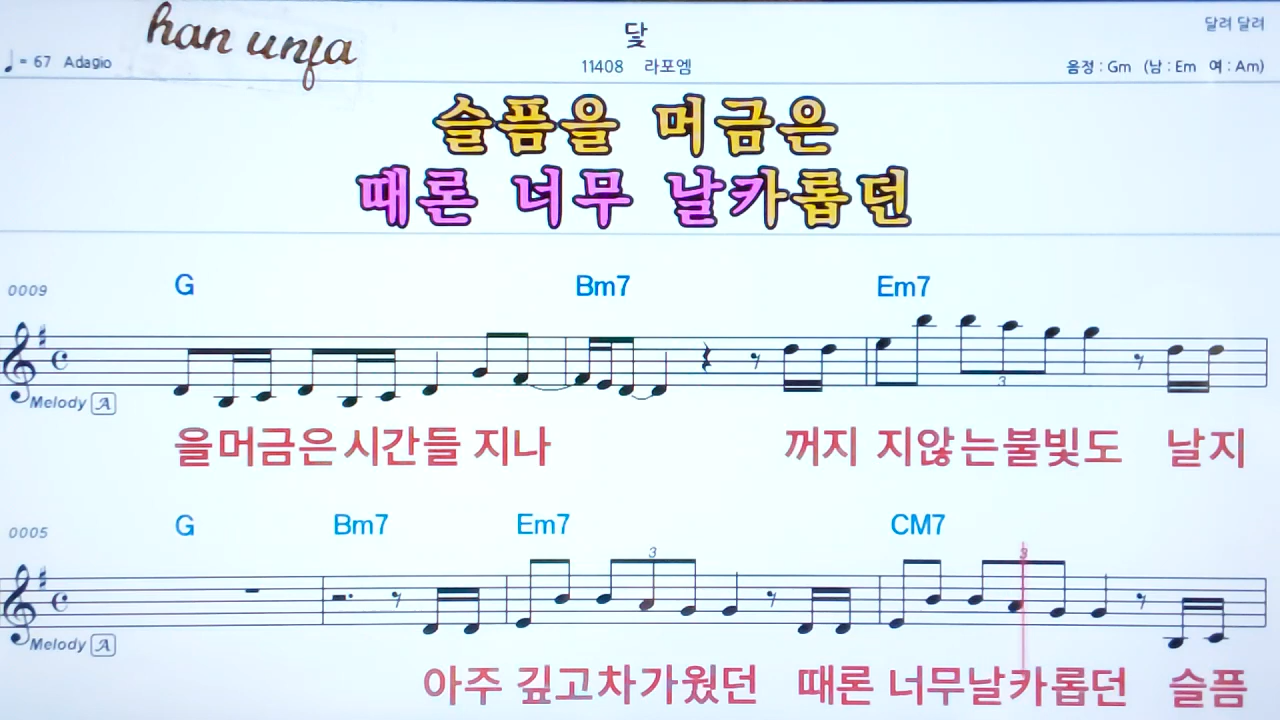 han unfa
닻
달려 달려
♩= 67 Adagio
11408 라포엠
음정 : Gm (남 : Em 여 : Am)
슬픔을 머금은
때론 너무 날카롭던
0009 G Bm7 Em7
3
Melody A
을머금은시간들 지나 꺼지 지않는불빛도 날지
0005 G Bm7 Em7 CM7
3 3
Melody A
아주 깊고차가웠던 때론 너무날카롭던 슬픔